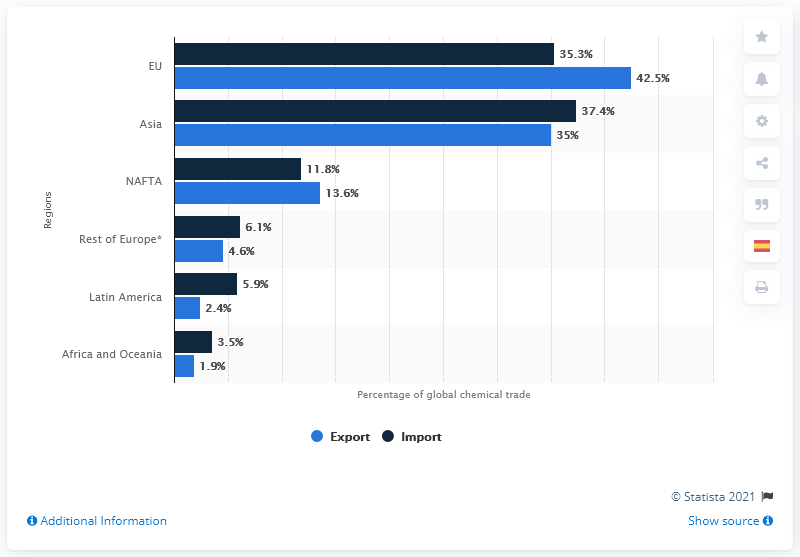 EU
35.3%
42.5%
Asia
37.4%
35%
NAFTA
11.8%
13.6%
Regions
Rest of Europe*
6.1%
4.6%
Latin America
5.9%
2.4%
Africa and Oceania
3.5%
1.9%
Percentage of global chemical trade
Export Import
© Statista 2021
Additional Information
Show source